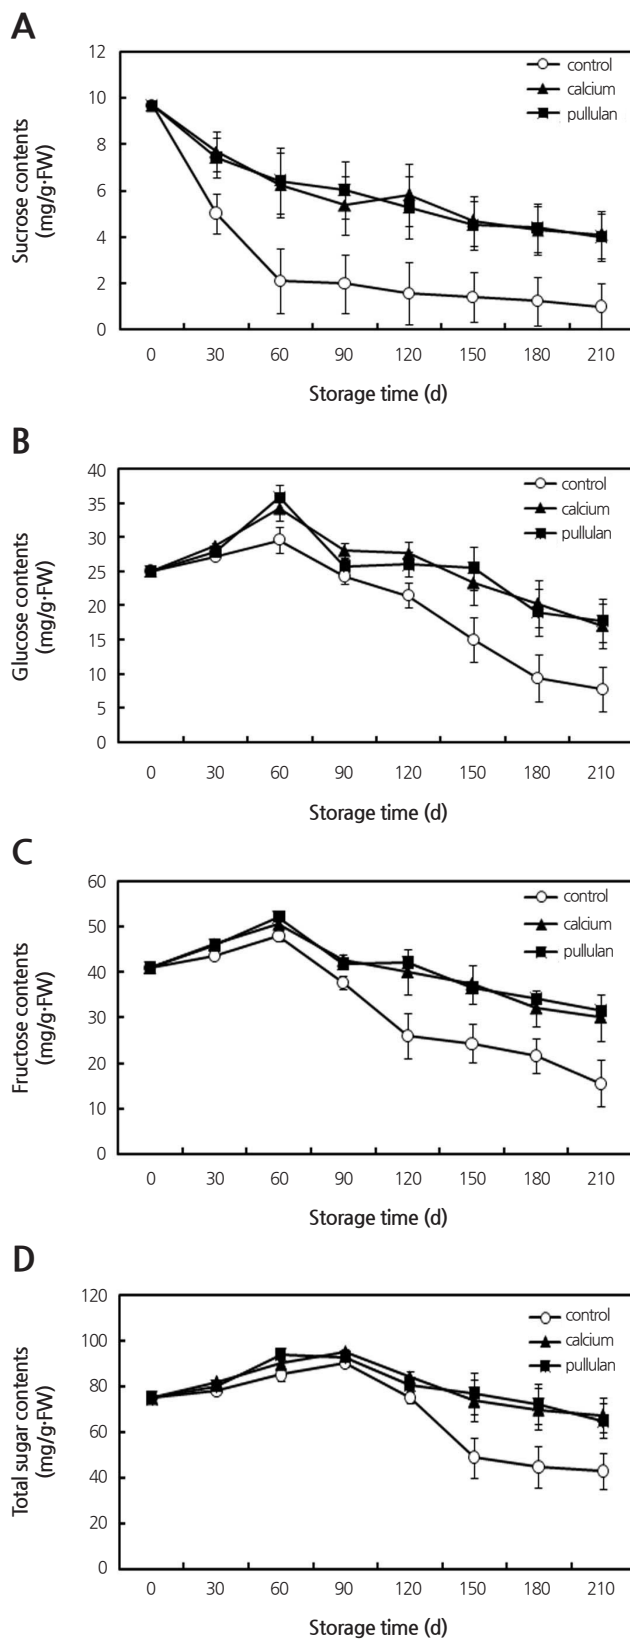 A
Sucrose contents
(mg/g·FW)
12
10
8
6
4
2
0
control
calcium
pullulan
0 30 60 90 120 150 180 210
Storage time (d)
B
Glucose contents
(mg/g·FW)
40
35
30
25
20
15
10
5
0
control
calcium
pullulan
0 30 60 90 120 150 180 210
Storage time (d)
C
Fructose contents
(mg/g·FW)
60
50
40
30
20
10
0
control
calcium
pullulan
0 30 60 90 120 150 180 210
Storage time (d)
D
Total sugar contents
(mg/g·FW)
120
100
80
60
40
20
0
control
calcium
pullulan
0 30 60 90 120 150 180 210
Storage time (d)